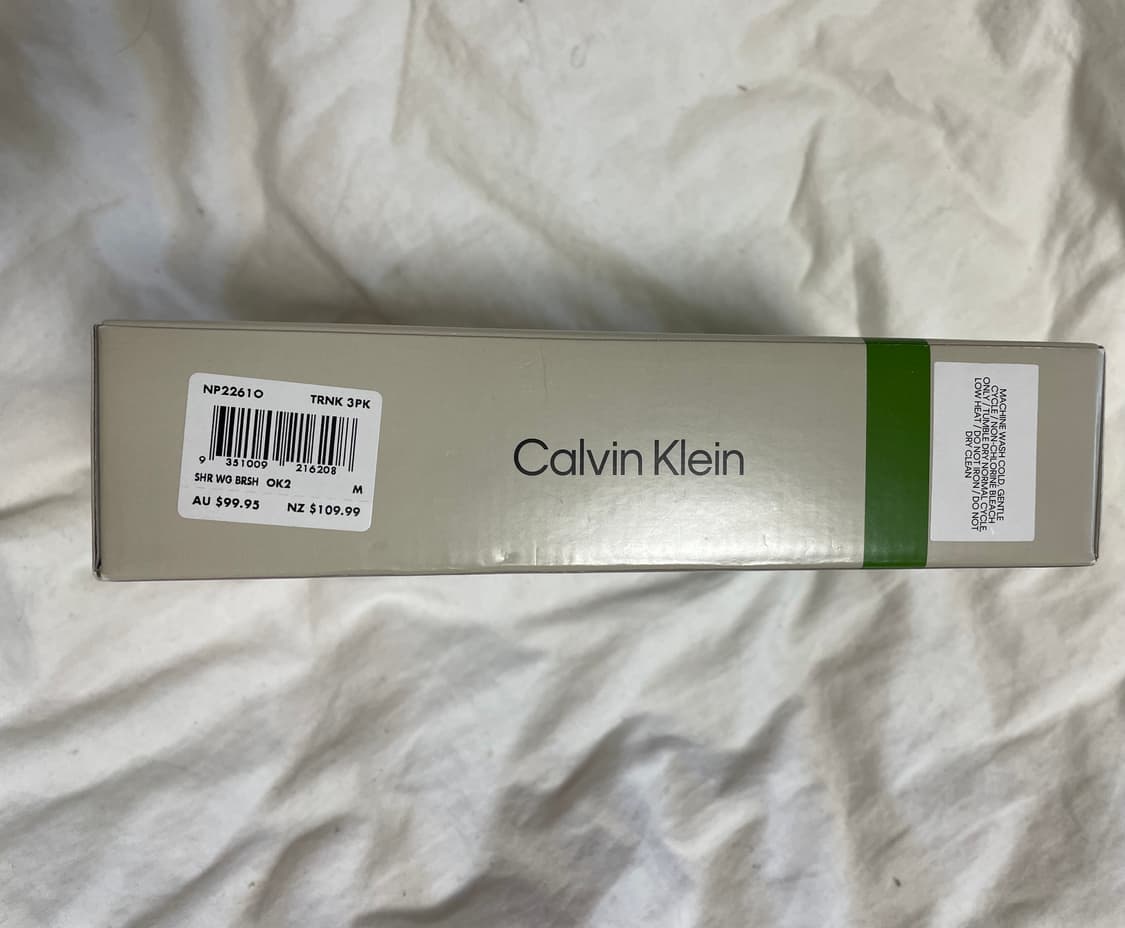 NP2261O TRNK 3PK
9 351009 216208
SHR WG BRSH OK2 M
AU $99.95 NZ $109.99
Calvin Klein
MACHINE WASH COLD GENTLE
CYCLE / NON-CHLORINE BLEACH
ONLY / TUMBLE DRY NORMAL CYCLE,
LOW HEAT / DO NOT IRON / DO NOT
DRY CLEAN